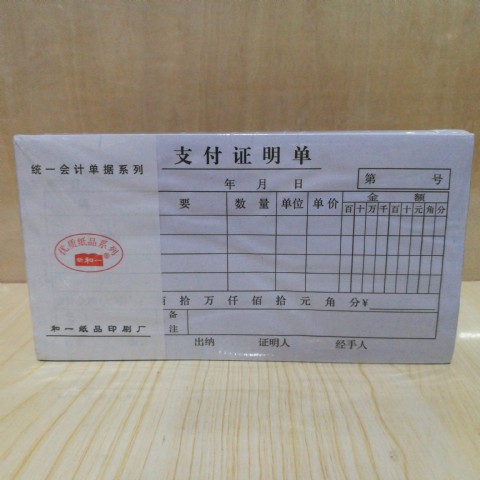 统一会计单据系列
支付证明单
年 月 日
第 号
要 数量 单位 单价 金 额
百 十 万 千 百 十 元 角 分
优质纸品系列
和一
®
佰 拾 万 仟 佰 拾 元 角 分 ¥
备
注
和一纸品印刷厂
出纳 证明人 经手人